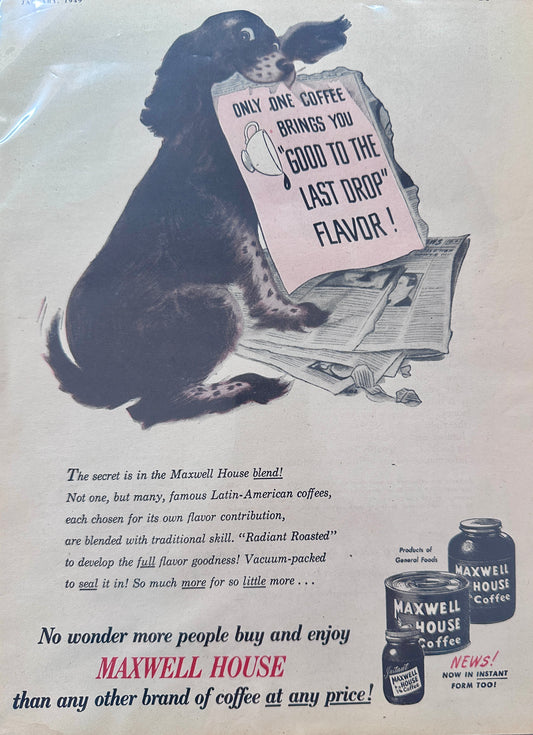 ONLY ONE COFFEE
BRINGS YOU
"GOOD TO THE
LAST DROP"
FLAVOR!
The secret is in the Maxwell House blend!
Not one, but many, famous Latin-American coffees,
each chosen for its own flavor contribution,
are blended with traditional skill. "Radiant Roasted"
to develop the full flavor goodness! Vacuum-packed
to seal it in! So much more for so little more . . .
Products of
General Foods
MAXWELL
HOUSE
Coffee
MAXWELL
HOUSE
Coffee
Instant
MAXWELL
HOUSE
Coffee
NEWS!
NOW IN INSTANT
FORM TOO!
No wonder more people buy and enjoy
MAXWELL HOUSE
than any other brand of coffee at any price!